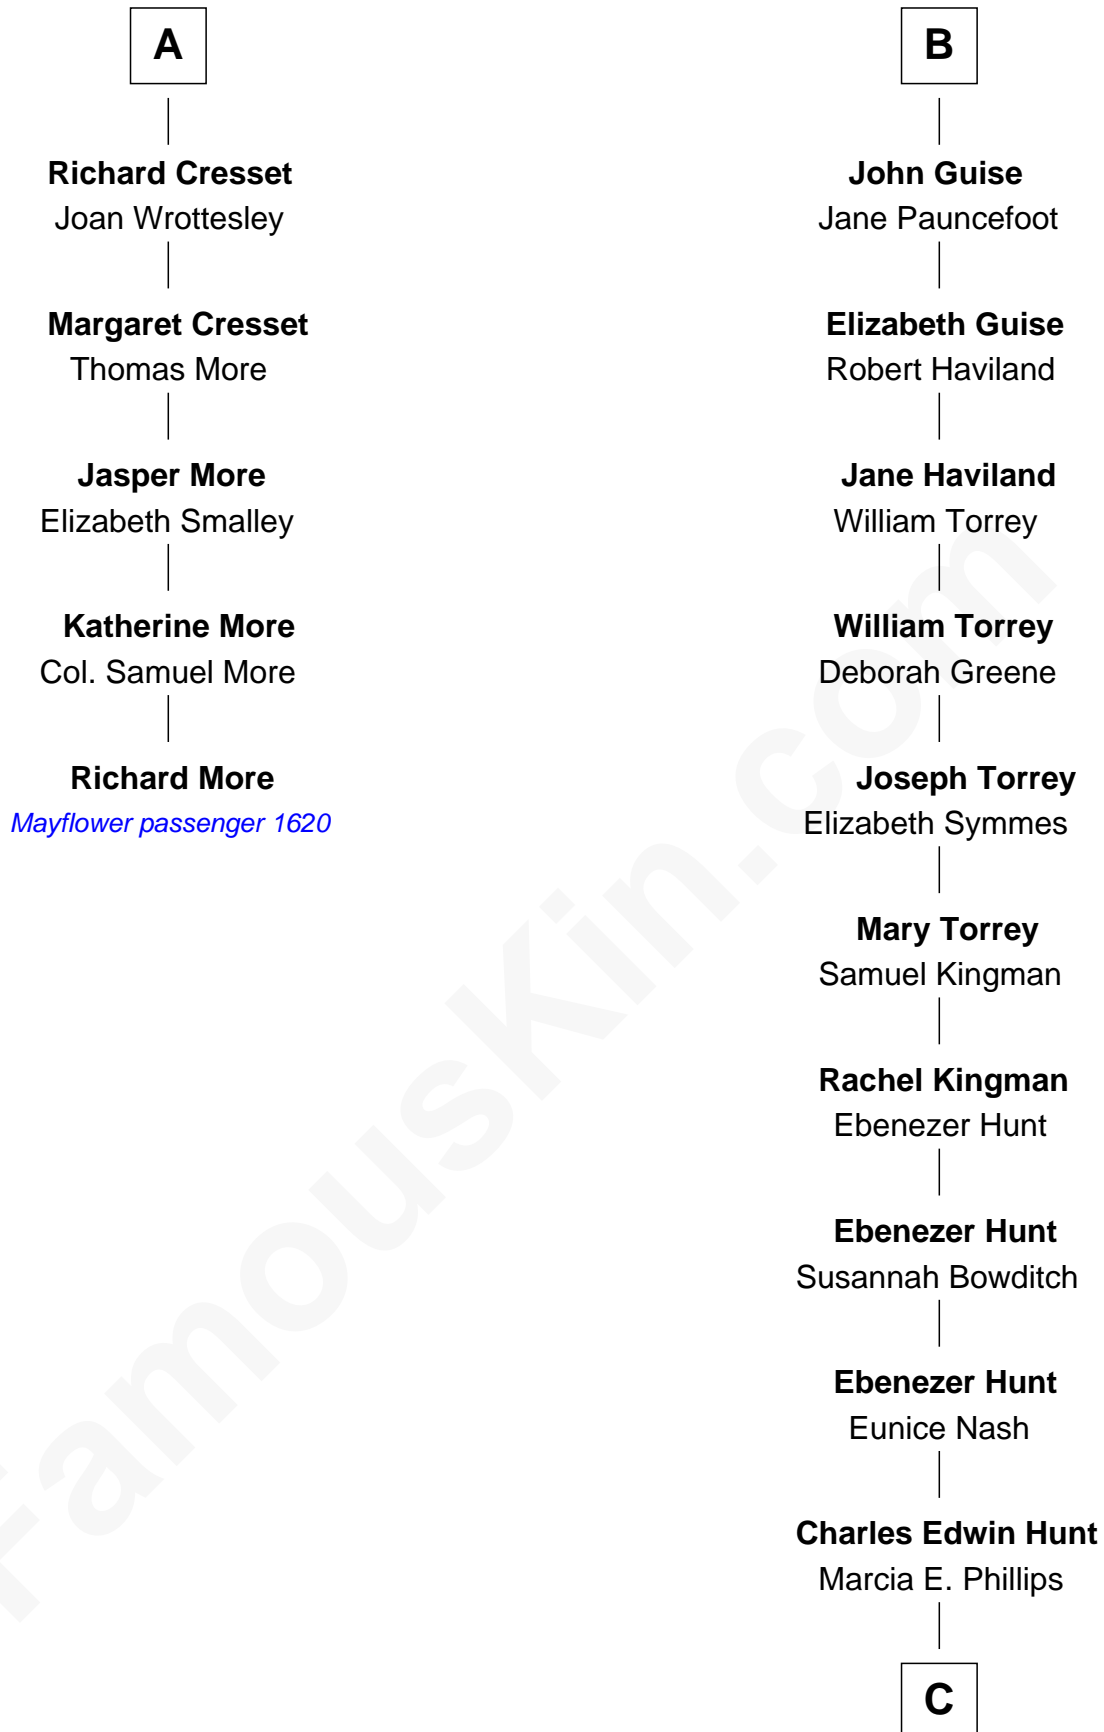 A
Richard Cresset
Joan Wrottesley
Margaret Cresset
Thomas More
Jasper More
Elizabeth Smalley
Katherine More
Col. Samuel More
Richard More
Mayflower passenger 1620
B
John Guise
Jane Pauncefoot
Elizabeth Guise
Robert Haviland
Jane Haviland
William Torrey
William Torrey
Deborah Greene
Joseph Torrey
Elizabeth Symmes
Mary Torrey
Samuel Kingman
Rachel Kingman
Ebenezer Hunt
Ebenezer Hunt
Susannah Bowditch
Ebenezer Hunt
Eunice Nash
Charles Edwin Hunt
Marcia E. Phillips
C
FamousKin.com